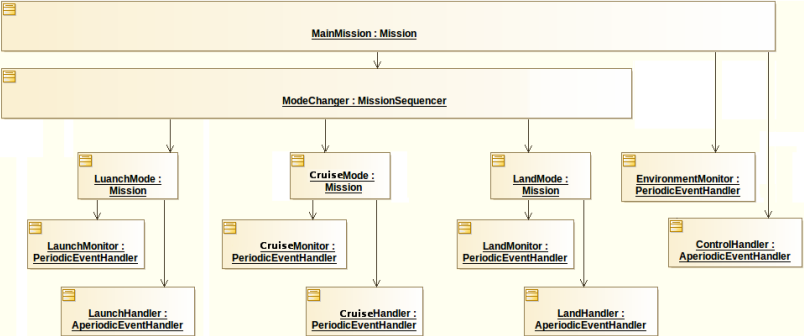 MainMission : Mission
ModeChanger : MissionSequencer
LuanchMode :
Mission
CruiseMode :
Mission
LandMode :
Mission
EnvironmentMonitor :
PeriodicEventHandler
LaunchMonitor :
PeriodicEventHandler
CruiseMonitor :
PeriodicEventHandler
LandMonitor :
PeriodicEventHandler
ControlHandler :
AperiodicEventHandler
LaunchHandler :
AperiodicEventHandler
CruiseHandler :
PeriodicEventHandler
LandHandler :
AperiodicEventHandler